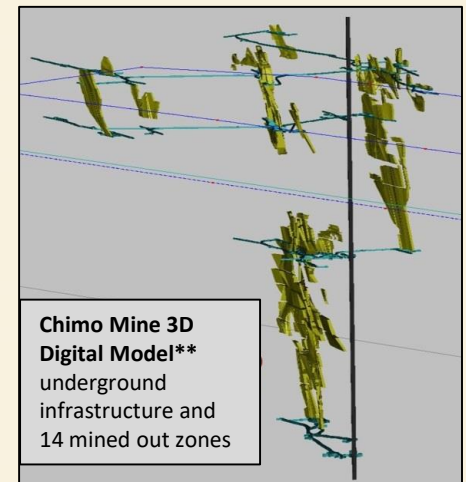 Chimo Mine 3D
Digital Model**
underground
infrastructure and
14 mined out zones